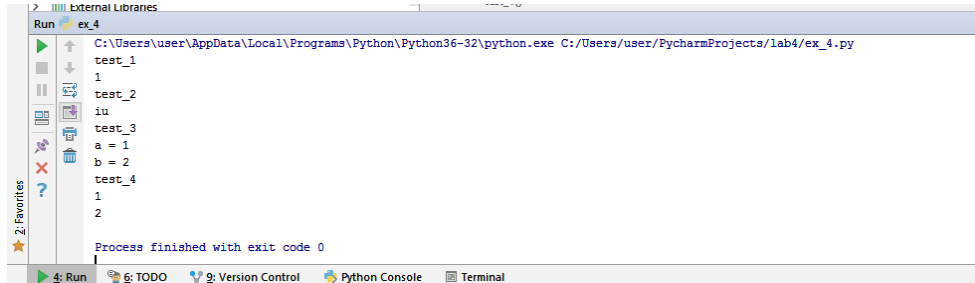 External Libraries
Run ex_4
C:\Users\user\AppData\Local\Programs\Python\Python36-32\python.exe C:/Users/user/PycharmProjects/lab4/ex_4.py
test_1
1
test_2
iu
test_3
a = 1
b = 2
test_4
1
2
Process finished with exit code 0
2: Favorites
4: Run 6: TODO 9: Version Control Python Console Terminal